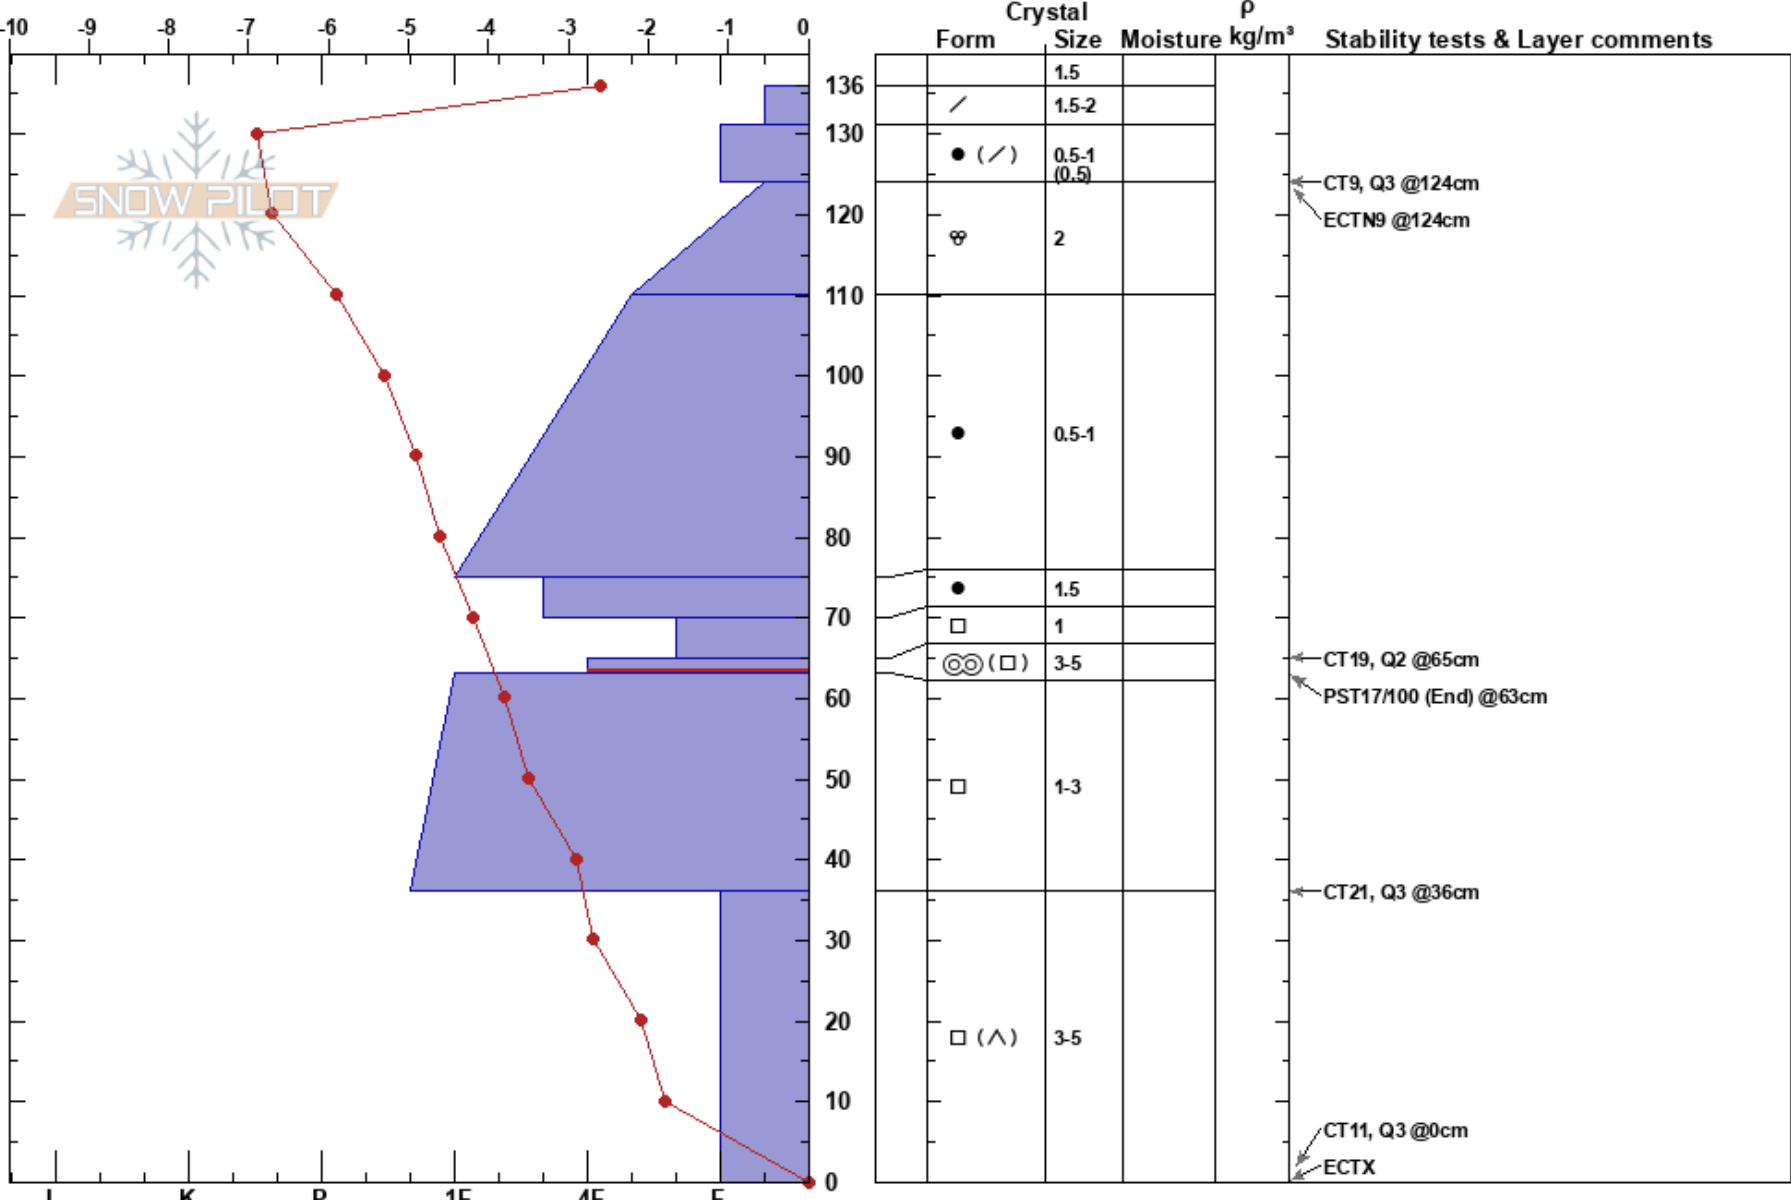 -10 -9 -8 -7 -6 -5 -4 -3 -2 -1 0
Crystal
ρ
Form Size Moisture kg/m³ Stability tests & Layer comments
1.5
136
1.5-2
130
0.5-1
(0.5)
CT9, Q3 @124cm
SNOW PILOT
120
ECTN9 @124cm
2
110
100
0.5-1
90
80
1.5
70
1
3-5
CT19, Q2 @65cm
60
PST17/100 (End) @63cm
50
1-3
40
CT21, Q3 @36cm
30
20
3-5
10
CT11, Q3 @0cm
ECTX
0
I K P 1F 4F F